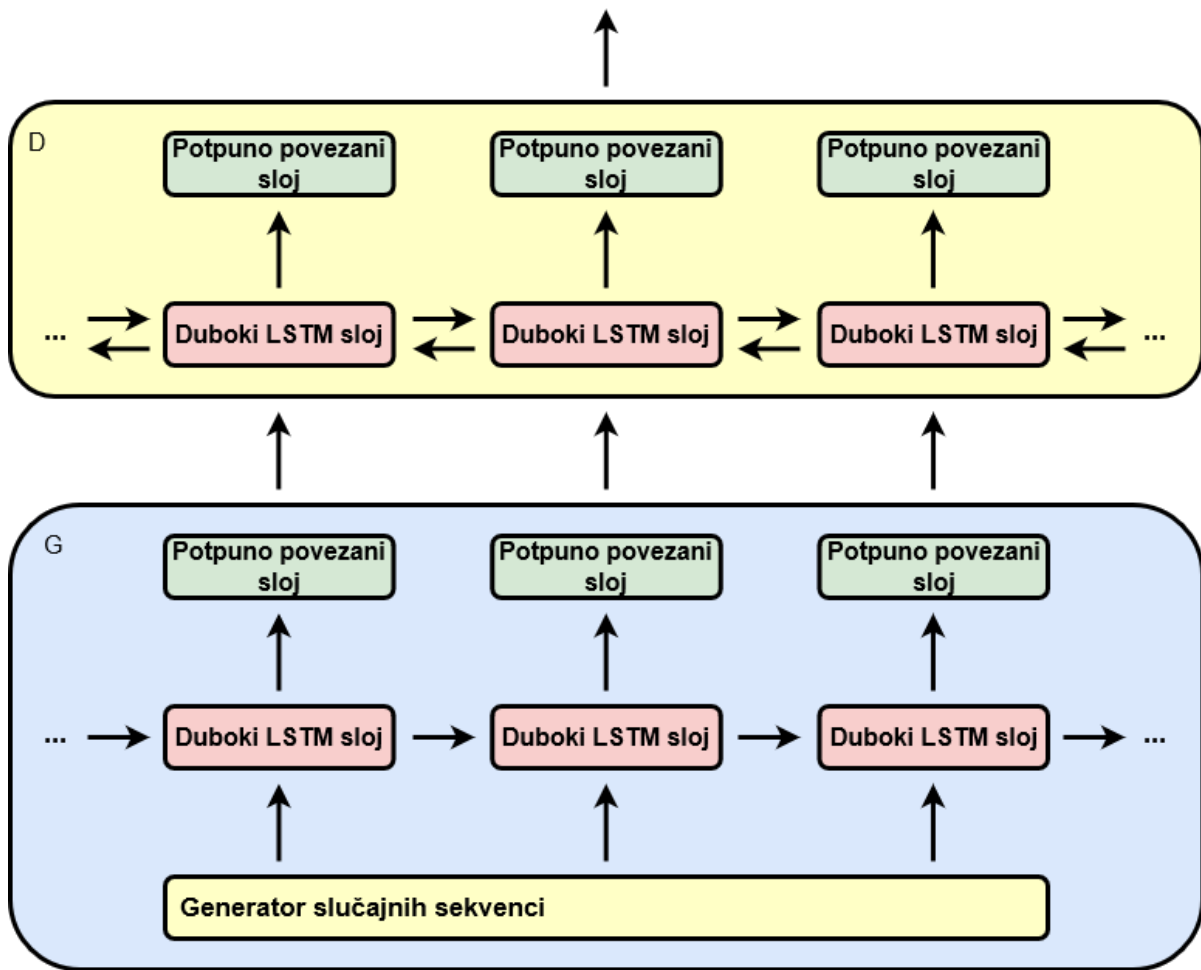 D
Potpuno povezani
sloj
Potpuno povezani
sloj
Potpuno povezani
sloj
...
Duboki LSTM sloj
Duboki LSTM sloj
Duboki LSTM sloj
...
G
Potpuno povezani
sloj
Potpuno povezani
sloj
Potpuno povezani
sloj
...
Duboki LSTM sloj
Duboki LSTM sloj
Duboki LSTM sloj
...
Generator slučajnih sekvenci